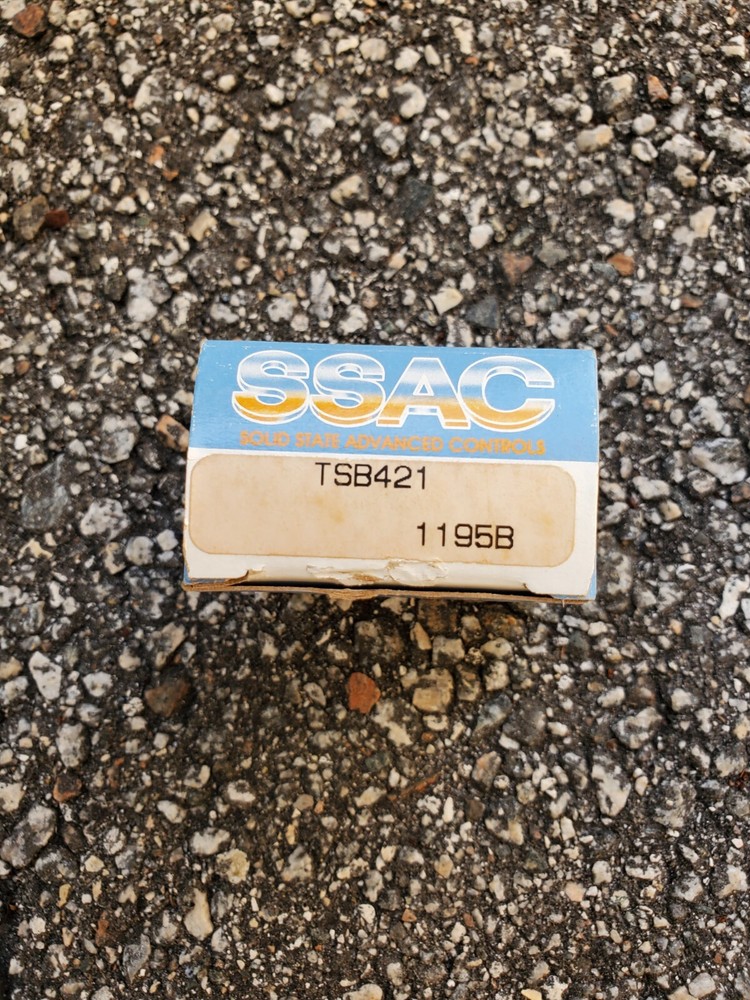 SSAC
SOLID STATE ADVANCED CONTROLS
TSB421
1195B